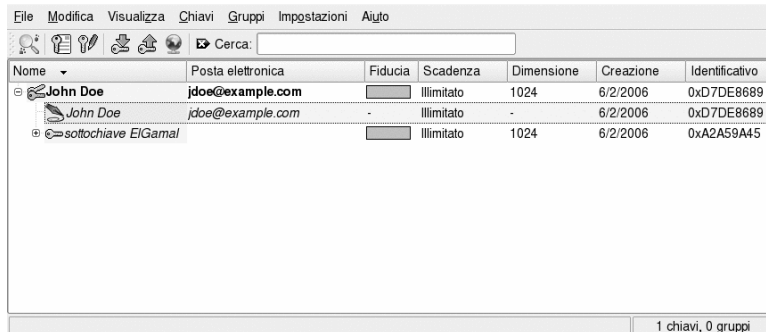 File Modifica Visualizza Chiavi Gruppi Impostazioni Aiuto
Cerca:
Nome Posta elettronica Fiducia Scadenza Dimensione Creazione Identificativo
John Doe jdoe@example.com Illimitato 1024 6/2/2006 0xD7DE8689
John Doe jdoe@example.com - Illimitato - 6/2/2006 0xD7DE8689
sottochiave ElGamal Illimitato 1024 6/2/2006 0xA2A59A45
1 chiavi, 0 gruppi